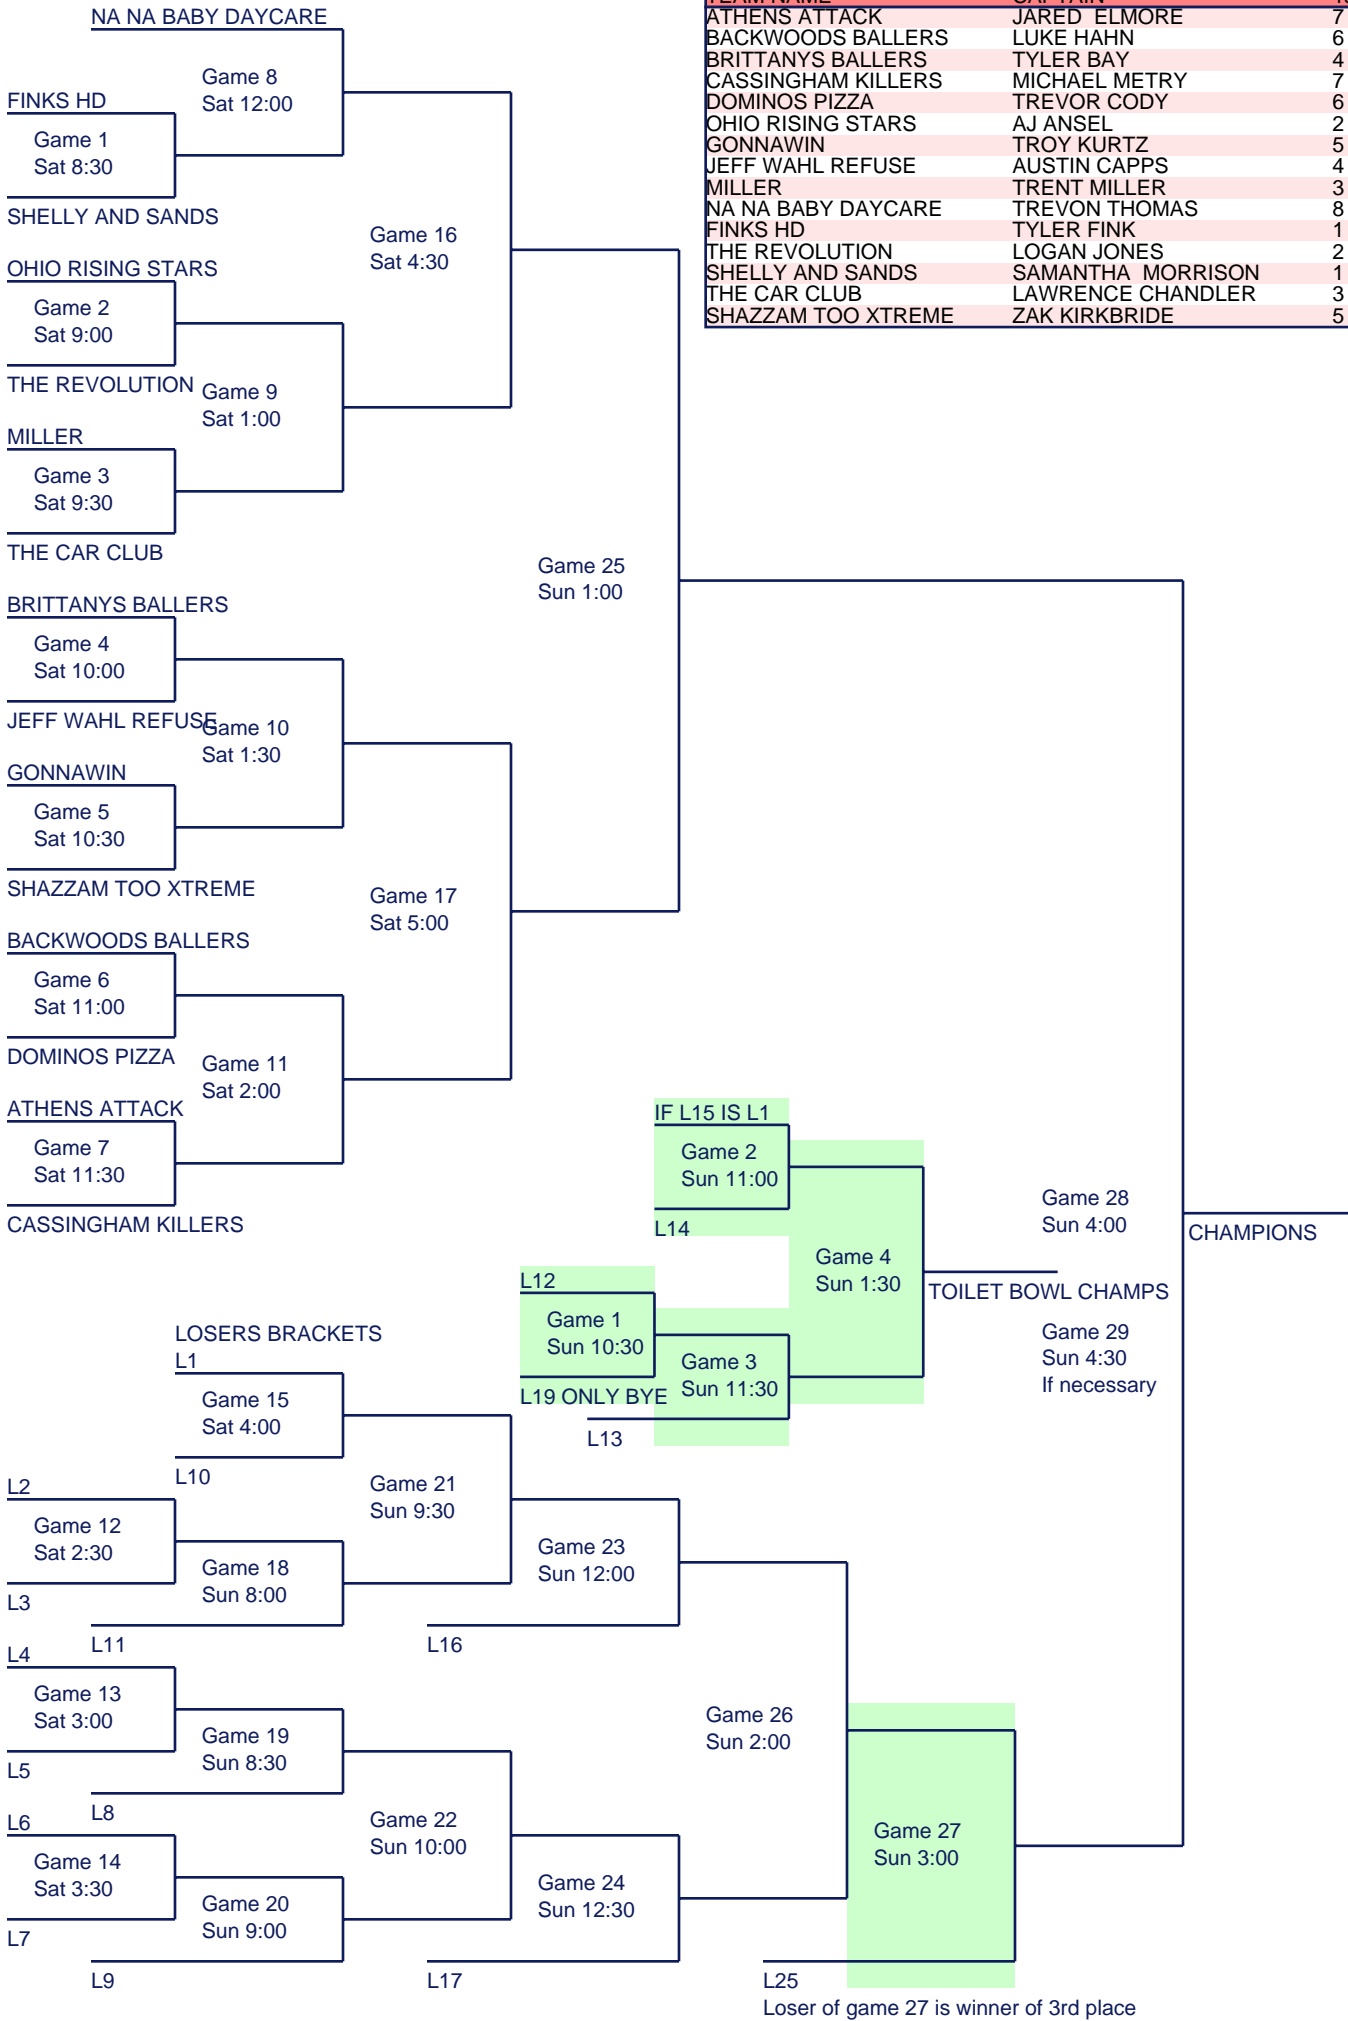 TEAM NAME CAPTAIN
ATHENS ATTACK JARED ELMORE 7
BACKWOODS BALLERS LUKE HAHN 6
BRITTANYS BALLERS TYLER BAY 4
CASSINGHAM KILLERS MICHAEL METRY 7
DOMINOS PIZZA TREVOR CODY 6
OHIO RISING STARS AJ ANSEL 2
GONNAWIN TROY KURTZ 5
JEFF WAHL REFUSE AUSTIN CAPPS 4
MILLER TRENT MILLER 3
NA NA BABY DAYCARE TREVON THOMAS 8
FINKS HD TYLER FINK 1
THE REVOLUTION LOGAN JONES 2
SHELLY AND SANDS SAMANTHA MORRISON 1
THE CAR CLUB LAWRENCE CHANDLER 3
SHAZZAM TOO XTREME ZAK KIRKBRIDE 5
NA NA BABY DAYCARE
Game 8
Sat 12:00
FINKS HD
Game 1
Sat 8:30
SHELLY AND SANDS
Game 16
Sat 4:30
OHIO RISING STARS
Game 2
Sat 9:00
THE REVOLUTION
Game 9
Sat 1:00
MILLER
Game 3
Sat 9:30
THE CAR CLUB
Game 25
Sun 1:00
BRITTANYS BALLERS
Game 4
Sat 10:00
JEFF WAHL REFUSE
Game 10
Sat 1:30
GONNAWIN
Game 5
Sat 10:30
SHAZZAM TOO XTREME
Game 17
Sat 5:00
BACKWOODS BALLERS
Game 6
Sat 11:00
DOMINOS PIZZA
Game 11
Sat 2:00
ATHENS ATTACK
Game 7
Sat 11:30
CASSINGHAM KILLERS
IF L15 IS L1
Game 2
Sun 11:00
L14
Game 4
Sun 1:30
L12
Game 1
Sun 10:30
L19 ONLY BYE
Game 3
Sun 11:30
L13
TOILET BOWL CHAMPS
Game 28
Sun 4:00
CHAMPIONS
Game 29
Sun 4:30
If necessary
LOSERS BRACKETS
L1
Game 15
Sat 4:00
L10
Game 21
Sun 9:30
L2
Game 12
Sat 2:30
L3
Game 18
Sun 8:00
L11
Game 23
Sun 12:00
L16
L4
Game 13
Sat 3:00
L5
Game 19
Sun 8:30
L8
Game 26
Sun 2:00
L6
Game 14
Sat 3:30
L7
Game 22
Sun 10:00
Game 20
Sun 9:00
L9
Game 24
Sun 12:30
L17
Game 27
Sun 3:00
L25
Loser of game 27 is winner of 3rd place